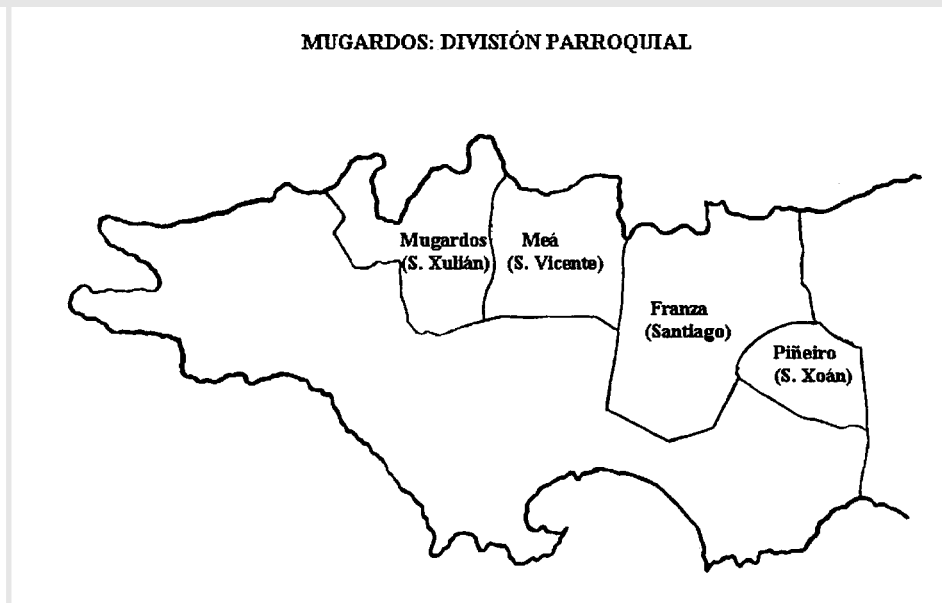 MUGARDOS: DIVISIÓN PARROQUIAL
Mugardos
(S. Xulián)
Meá
(S. Vicente)
Franza
(Santiago)
Piñeiro
(S. Xoán)